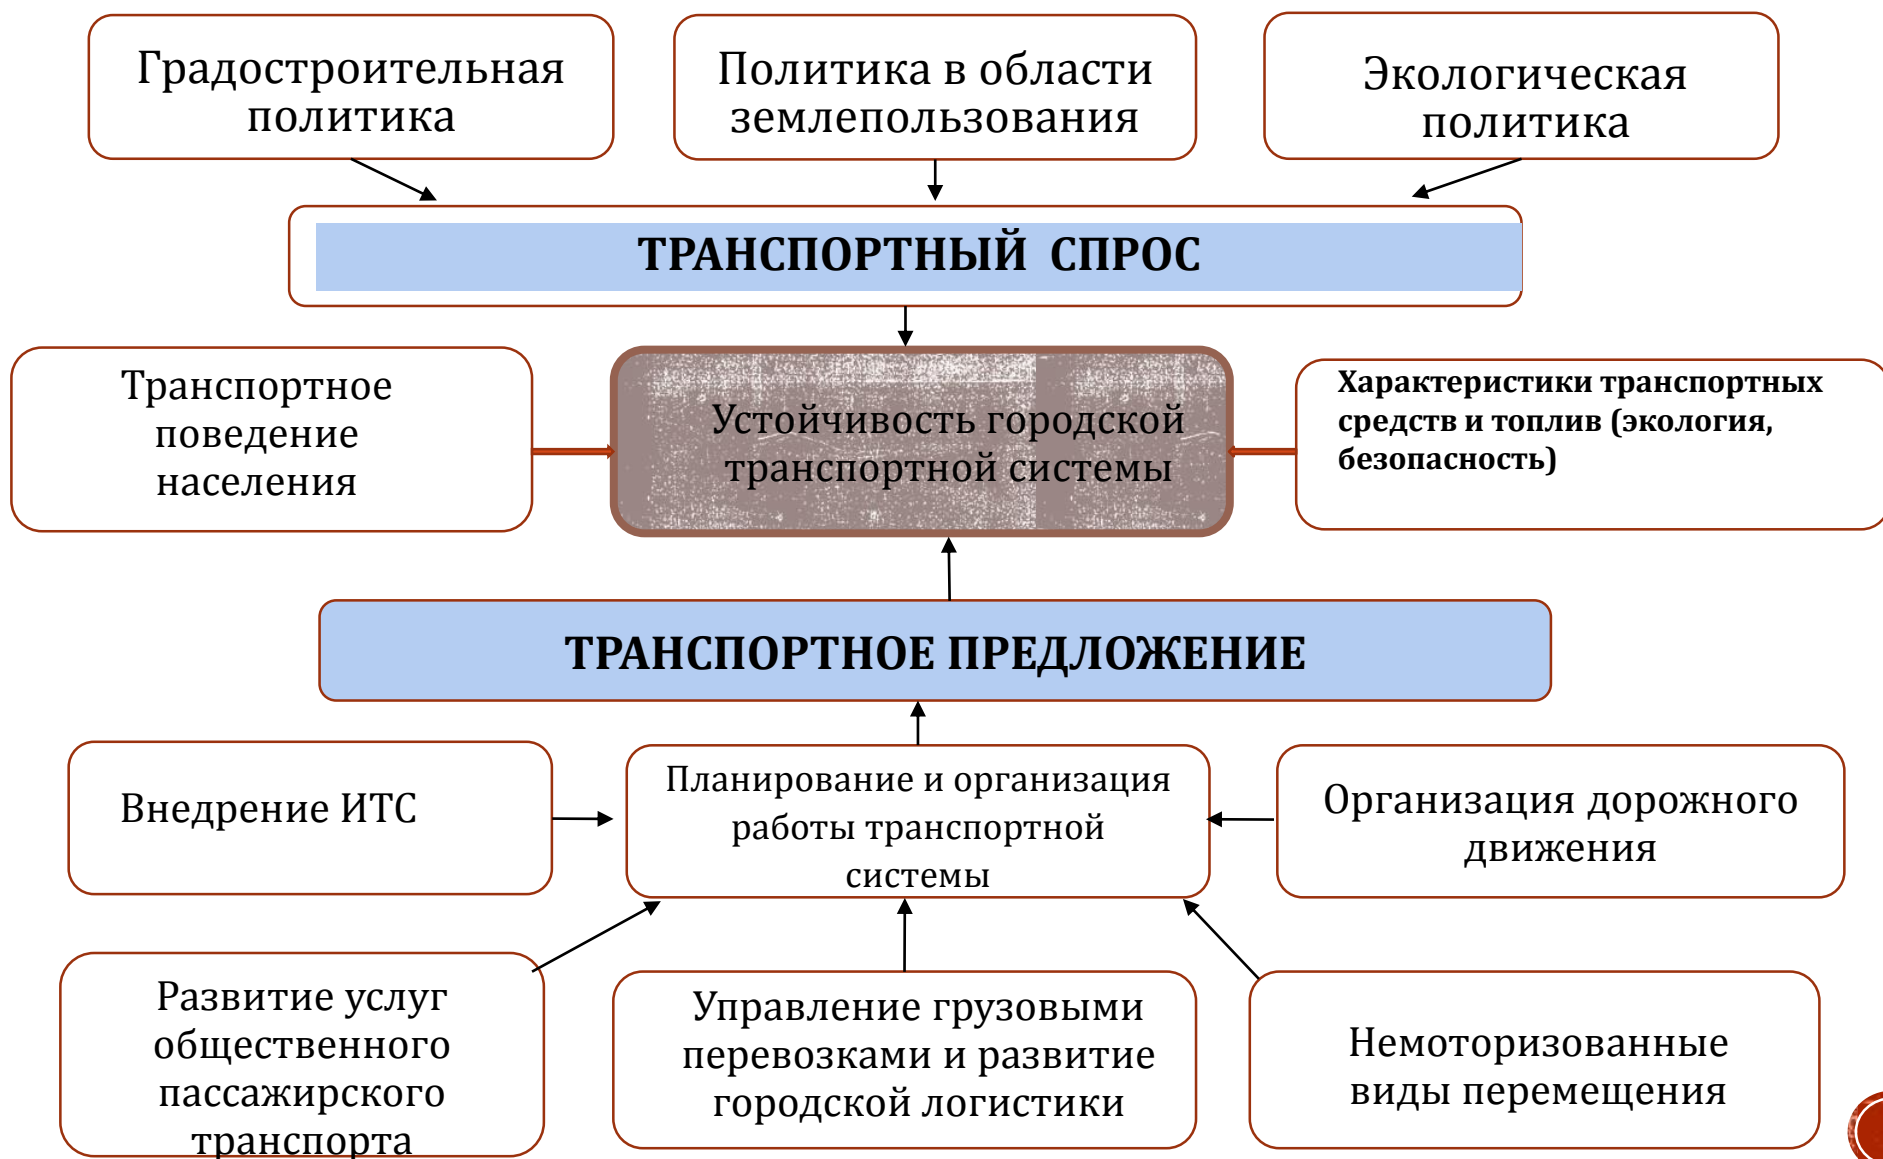 Градостроительная
политика
Политика в области
землепользования
Экологическая
политика
ТРАНСПОРТНЫЙ СПРОС
Транспортное
поведение
населения
Устойчивость городской
транспортной системы
Характеристики транспортных
средств и топлив (экология,
безопасность)
ТРАНСПОРТНОЕ ПРЕДЛОЖЕНИЕ
Внедрение ИТС
Планирование и организация
работы транспортной
системы
Организация дорожного
движения
Развитие услуг
общественного
пассажирского
транспорта
Управление грузовыми
перевозками и развитие
городской логистики
Немоторизованные
виды перемещения